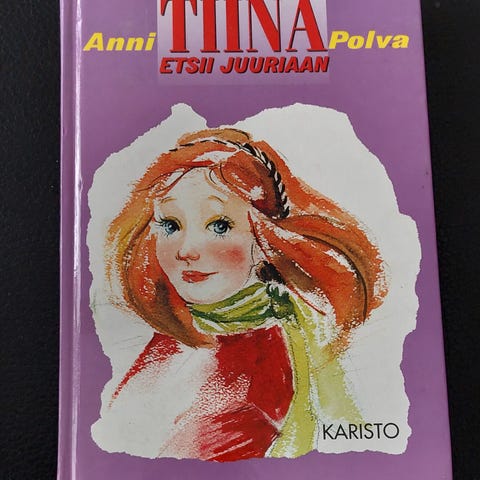 Anni TIINA Polva
ETSII JUURIAAN
KARISTO